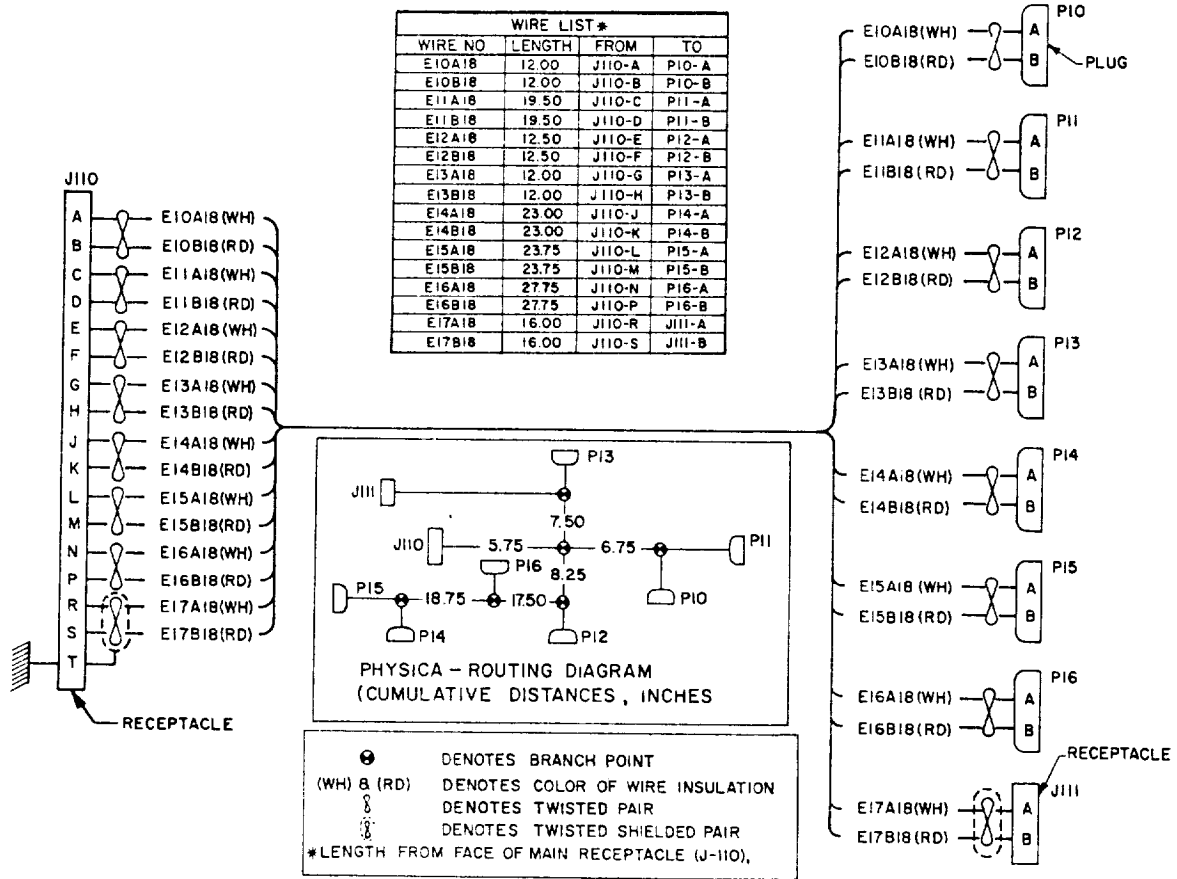 WIRE LIST *
WIRE NO LENGTH FROM TO
E10A18 12.00 J110-A P10-A
E10B18 12.00 J110-B P10-B
E11A18 19.50 J110-C P11-A
E11B18 19.50 J110-D P11-B
E12A18 12.50 J110-E P12-A
E12B18 12.50 J110-F P12-B
E13A18 12.00 J110-G P13-A
E13B18 12.00 J110-H P13-B
E14A18 23.00 J110-J P14-A
E14B18 23.00 J110-K P14-B
E15A18 23.75 J110-L P15-A
E15B18 23.75 J110-M P15-B
E16A18 27.75 J110-N P16-A
E16B18 27.75 J110-P P16-B
E17A18 16.00 J110-R J111-A
E17B18 16.00 J110-S J111-B
J110
A E10A18(WH)
B E10B18(RD)
C E11A18(WH)
D E11B18(RD)
E E12A18(WH)
F E12B18(RD)
G E13A18(WH)
H E13B18(RD)
J E14A18(WH)
K E14B18(RD)
L E15A18(WH)
M E15B18(RD)
N E16A18(WH)
P E16B18(RD)
R E17A18(WH)
S E17B18(RD)
T
RECEPTACLE
P10
E10A18(WH) A
E10B18(RD) B
PLUG
P11
E11A18(WH) A
E11B18(RD) B
P12
E12A18(WH) A
E12B18(RD) B
P13
E13A18(WH) A
E13B18(RD) B
P14
E14A18(WH) A
E14B18(RD) B
P15
E15A18(WH) A
E15B18(RD) B
P16
E16A18(WH) A
E16B18(RD) B
RECEPTACLE
J111
E17A18(WH) A
E17B18(RD) B
P13
J111
7.50
J110 5.75 6.75 P11
P16 8.25
P15 18.75 17.50 P10
P14 P12
PHYSICA - ROUTING DIAGRAM
(CUMULATIVE DISTANCES, INCHES
DENOTES BRANCH POINT
(WH) & (RD) DENOTES COLOR OF WIRE INSULATION
DENOTES TWISTED PAIR
DENOTES TWISTED SHIELDED PAIR
*LENGTH FROM FACE OF MAIN RECEPTACLE (J-110),